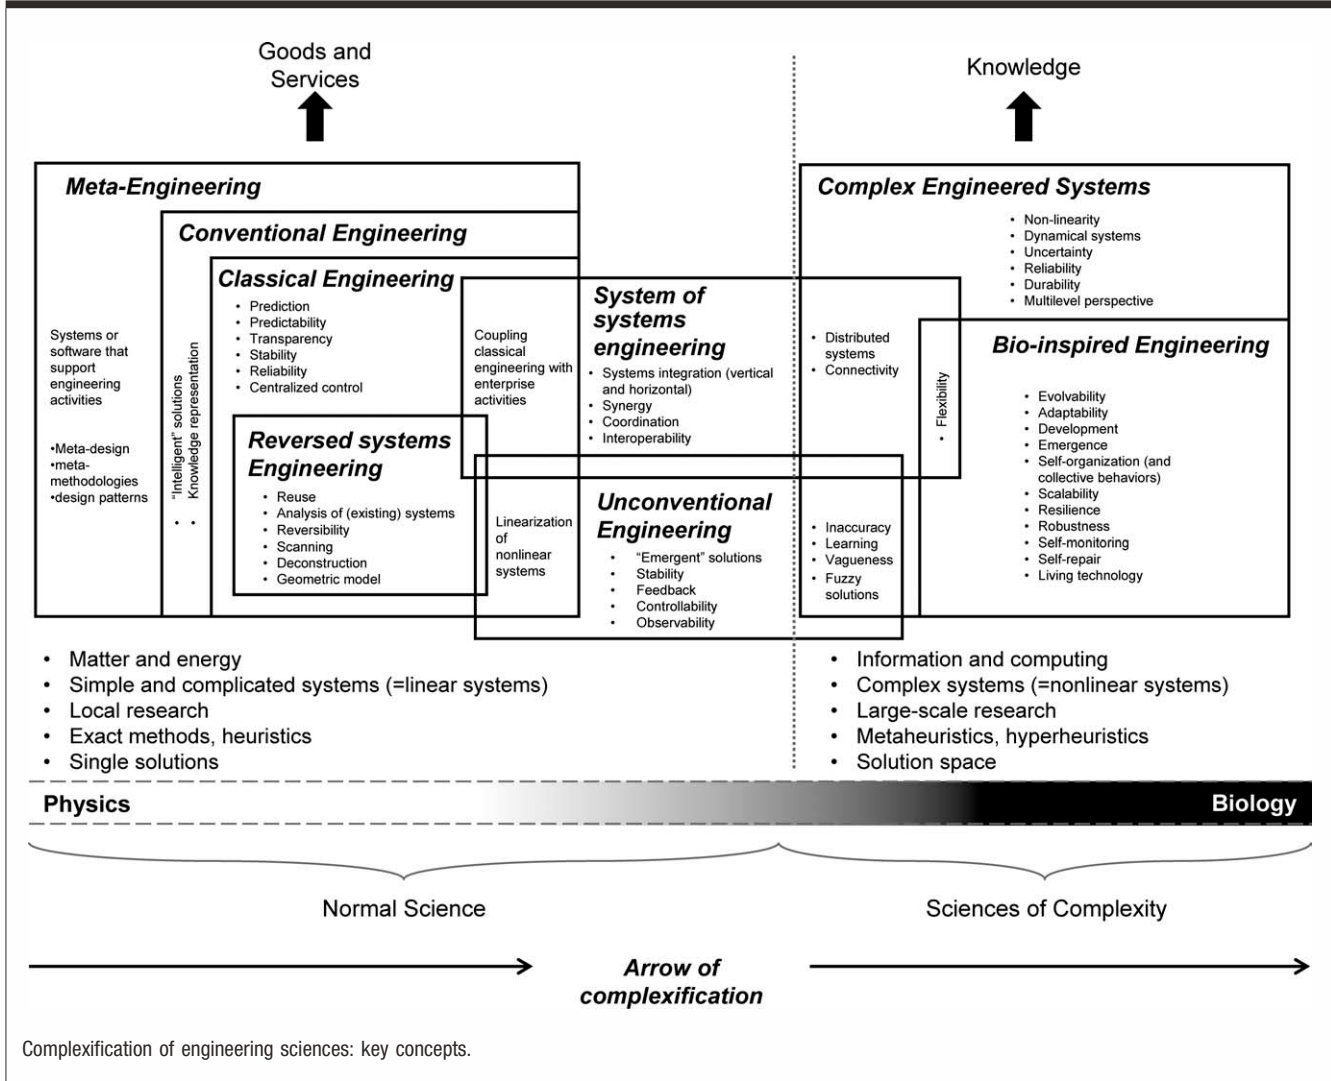 Goods and
Services
Knowledge
Meta-Engineering
Systems or
software that
support
engineering
activities
•Meta-design
•meta-
methodologies
•design patterns
Conventional Engineering
• "Intelligent" solutions
• Knowledge representation
Classical Engineering
• Prediction
• Predictability
• Transparency
• Stability
• Reliability
• Centralized control
Reversed systems
Engineering
• Reuse
• Analysis of (existing) systems
• Reversibility
• Scanning
• Deconstruction
• Geometric model
Coupling
classical
engineering with
enterprise
activities
System of
systems
engineering
• Systems integration (vertical
and horizontal)
• Synergy
• Coordination
• Interoperability
Linearization
of
nonlinear
systems
Unconventional
Engineering
• "Emergent" solutions
• Stability
• Feedback
• Controllability
• Observability
Complex Engineered Systems
• Non-linearity
• Dynamical systems
• Uncertainty
• Reliability
• Durability
• Multilevel perspective
• Distributed
systems
• Connectivity
• Flexibility
• Inaccuracy
• Learning
• Vagueness
• Fuzzy
solutions
Bio-inspired Engineering
• Evolvability
• Adaptability
• Development
• Emergence
• Self-organization (and
collective behaviors)
• Scalability
• Resilience
• Robustness
• Self-monitoring
• Self-repair
• Living technology
• Matter and energy
• Simple and complicated systems (=linear systems)
• Local research
• Exact methods, heuristics
• Single solutions
• Information and computing
• Complex systems (=nonlinear systems)
• Large-scale research
• Metaheuristics, hyperheuristics
• Solution space
Physics
Biology
Normal Science
Sciences of Complexity
Arrow of
complexification
Complexification of engineering sciences: key concepts.